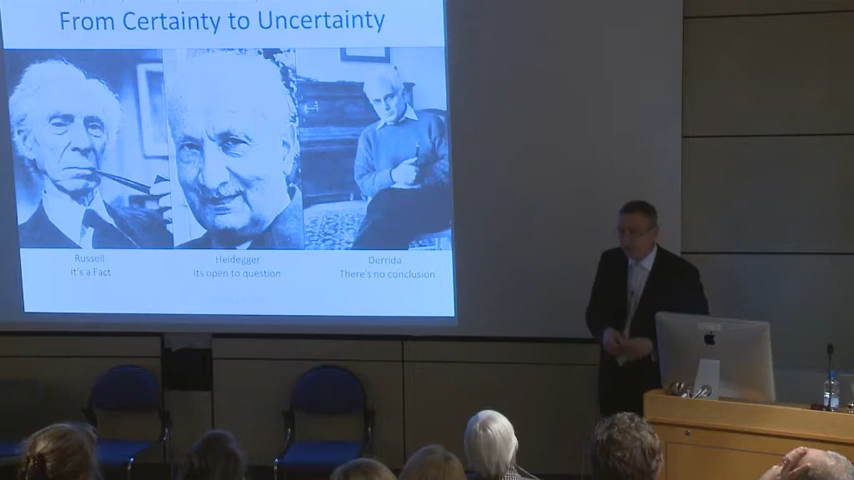 From Certainty to Uncertainty
Russell
It's a Fact
Heidegger
Its open to question
Derrida
There's no conclusion